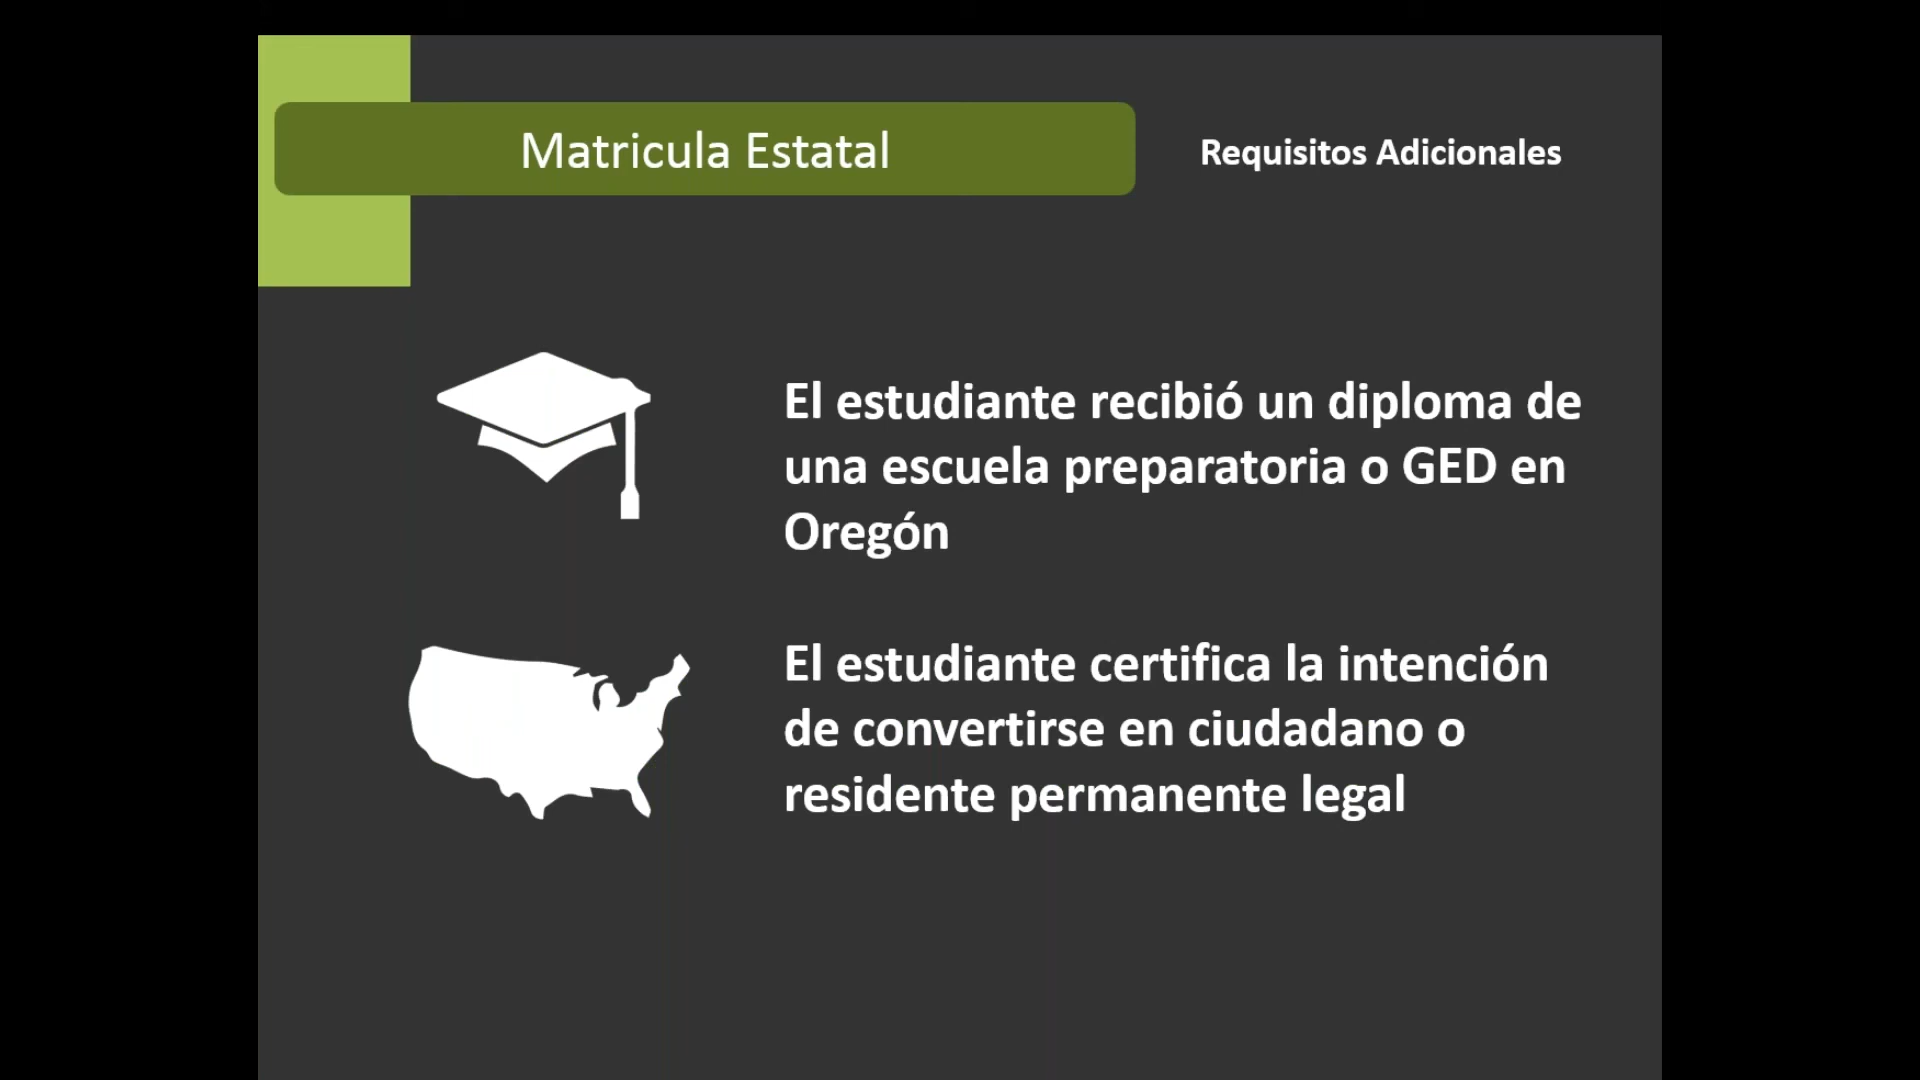 Matricula Estatal
Requisitos Adicionales
El estudiante recibió un diploma de
una escuela preparatoria o GED en
Oregón
El estudiante certifica la intención
de convertirse en ciudadano o
residente permanente legal